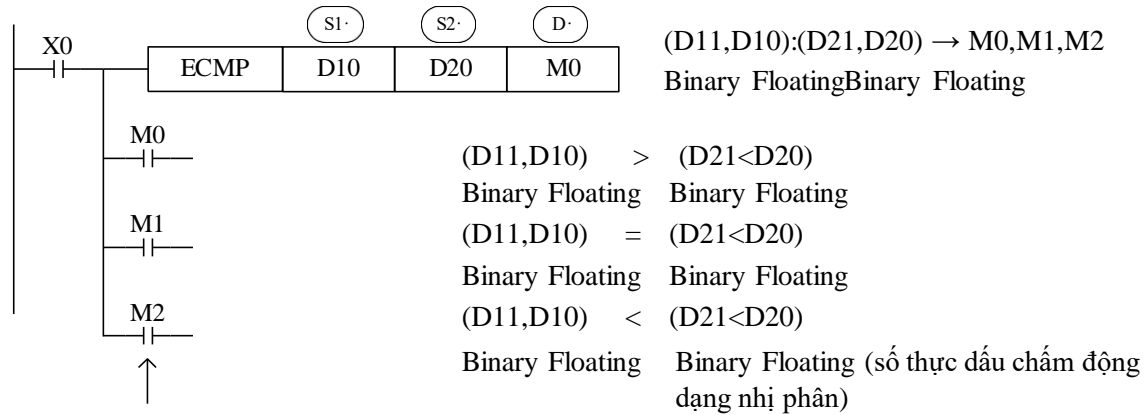 S1· S2· D·
X0
ECMP D10 D20 M0
(D11,D10):(D21,D20) → M0,M1,M2
Binary FloatingBinary Floating
M0
(D11,D10) > (D21<D20)
Binary Floating Binary Floating
M1
(D11,D10) = (D21<D20)
Binary Floating Binary Floating
M2
(D11,D10) < (D21<D20)
Binary Floating Binary Floating (số thực dấu chấm động
dạng nhị phân)